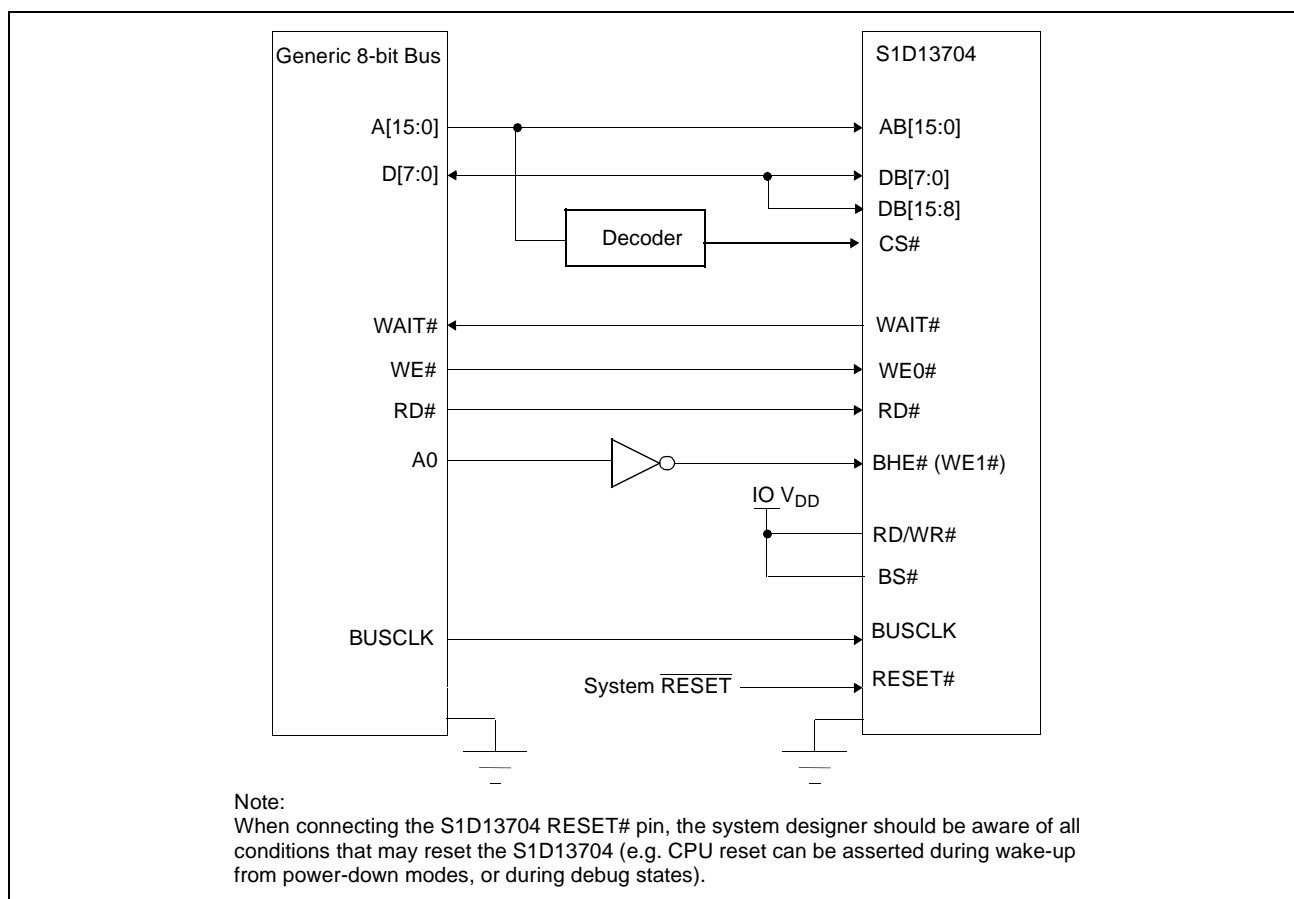 Generic 8-bit Bus
S1D13704
A[15:0]
AB[15:0]
D[7:0]
DB[7:0]
DB[15:8]
Decoder
CS#
WAIT#
WAIT#
WE#
WE0#
RD#
RD#
A0
BHE# (WE1#)
IO VDD
RD/WR#
BS#
BUSCLK
BUSCLK
System RESET
RESET#
Note:
When connecting the S1D13704 RESET# pin, the system designer should be aware of all
conditions that may reset the S1D13704 (e.g. CPU reset can be asserted during wake-up
from power-down modes, or during debug states).